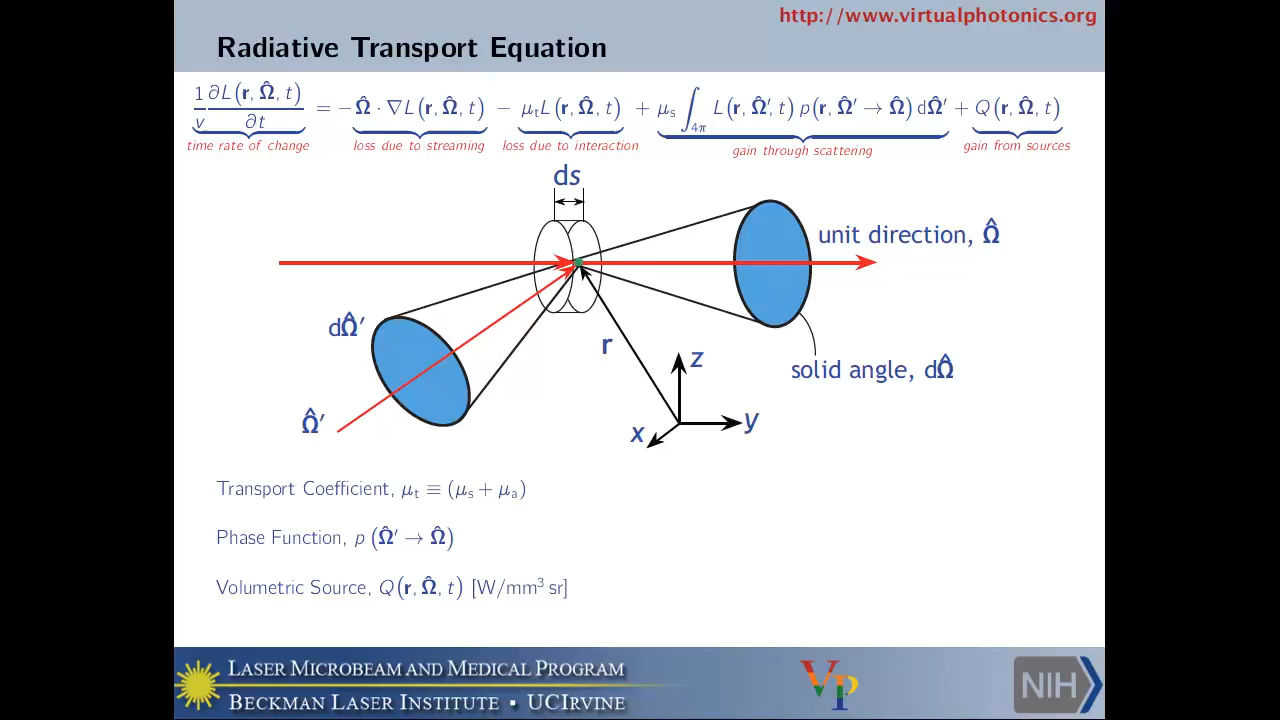 http://www.virtualphotonics.org
Radiative Transport Equation
1/v ∂L(r, Ω̂, t)/∂t = −Ω̂ · ∇L(r, Ω̂, t) − μt L(r, Ω̂, t) + μs ∫4π L(r, Ω̂′, t) p(r, Ω̂′ → Ω̂) dΩ̂′ + Q(r, Ω̂, t)
time rate of change loss due to streaming loss due to interaction gain through scattering gain from sources
ds
unit direction, Ω̂
dΩ̂′
r
z
solid angle, dΩ̂
Ω̂′
x
y
Transport Coefficient, μt ≡ (μs + μa)
Phase Function, p (Ω̂′ → Ω̂)
Volumetric Source, Q(r, Ω̂, t) [W/mm³ sr]
LASER MICROBEAM AND MEDICAL PROGRAM
BECKMAN LASER INSTITUTE ▪ UCIRVINE
VP
NIH